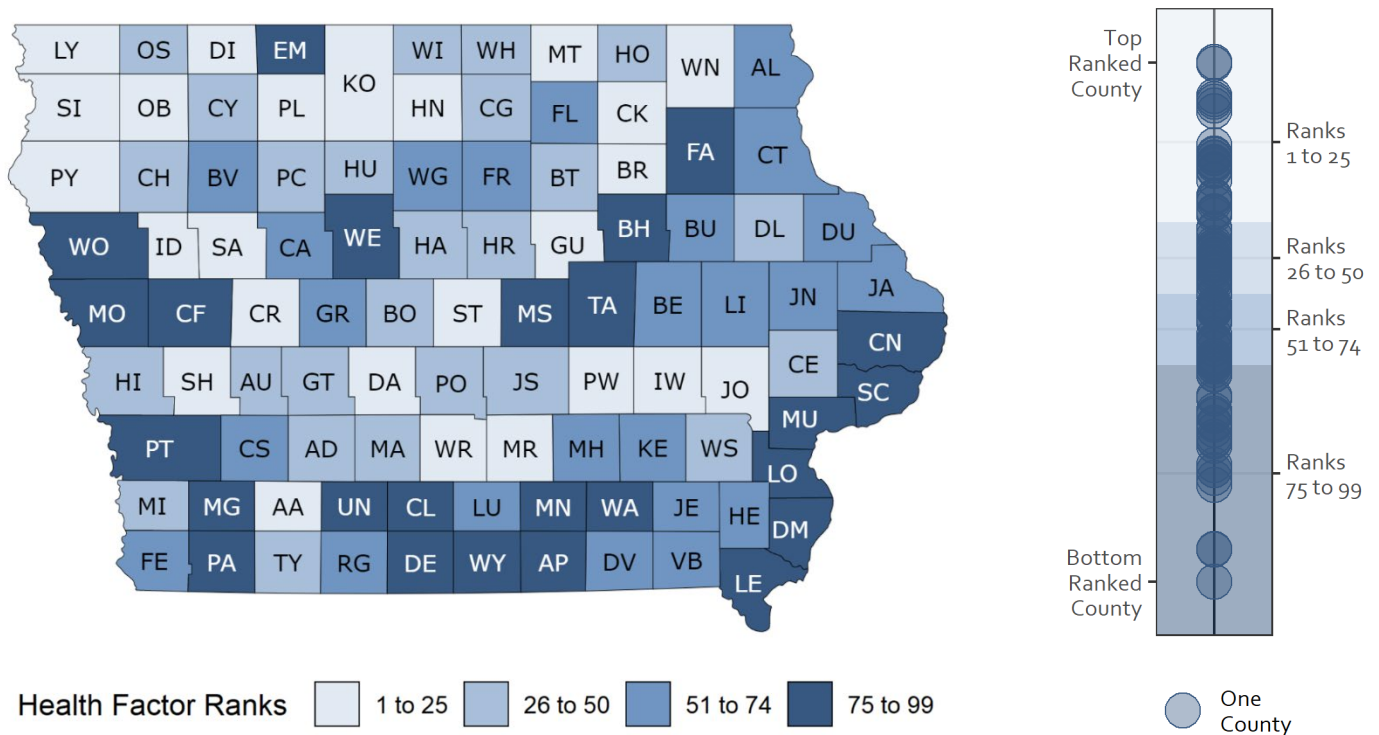 LY OS DI EM KO WI WH MT HO WN AL
SI OB CY PL HN CG FL CK
PY CH BV PC HU WG FR BT BR FA CT
WO ID SA CA WE HA HR GU BH BU DL DU
MO CF CR GR BO ST MS TA BE LI JN JA
HI SH AU GT DA PO JS PW IW JO CE CN
SC
PT CS AD MA WR MR MH KE WS MU
LO
MI MG AA UN CL LU MN WA JE HE DM
FE PA TY RG DE WY AP DV VB LE
Health Factor Ranks 1 to 25 26 to 50 51 to 74 75 to 99
Top
Ranked
County
Ranks
1 to 25
Ranks
26 to 50
Ranks
51 to 74
Ranks
75 to 99
Bottom
Ranked
County
One
County